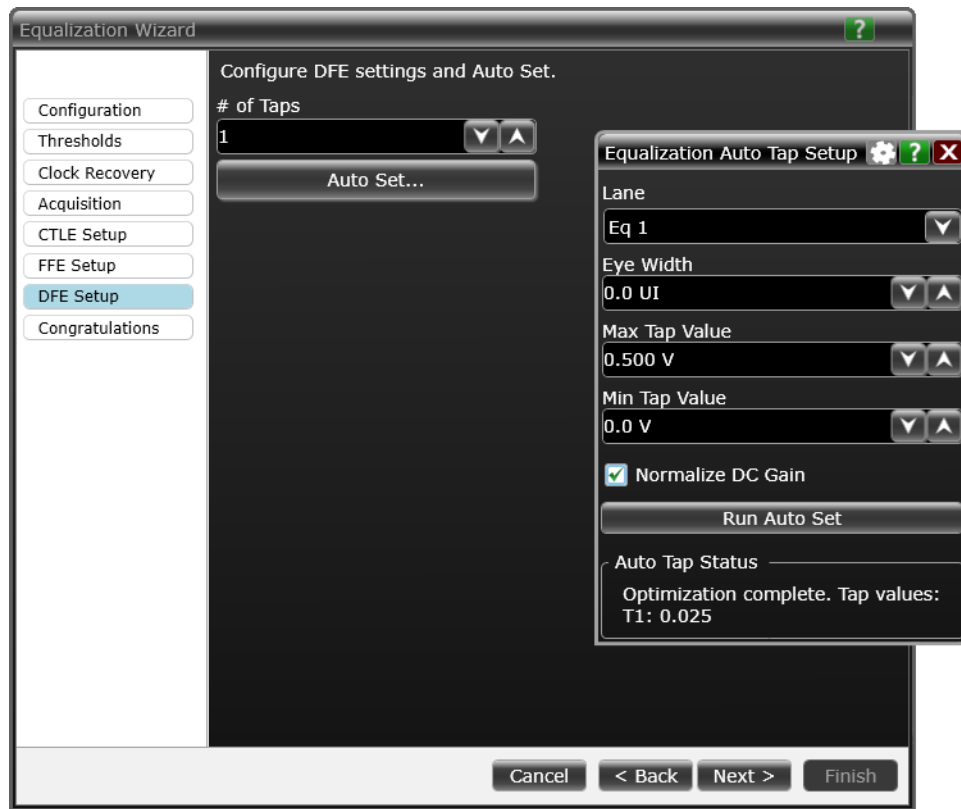 Equalization Wizard
?
Configure DFE settings and Auto Set.
Configuration
Thresholds
Clock Recovery
Acquisition
CTLE Setup
FFE Setup
DFE Setup
Congratulations
# of Taps
1
Auto Set...
Equalization Auto Tap Setup
?
X
Lane
Eq 1
Eye Width
0.0 UI
Max Tap Value
0.500 V
Min Tap Value
0.0 V
Normalize DC Gain
Run Auto Set
Auto Tap Status
Optimization complete. Tap values:
T1: 0.025
Cancel
< Back
Next >
Finish